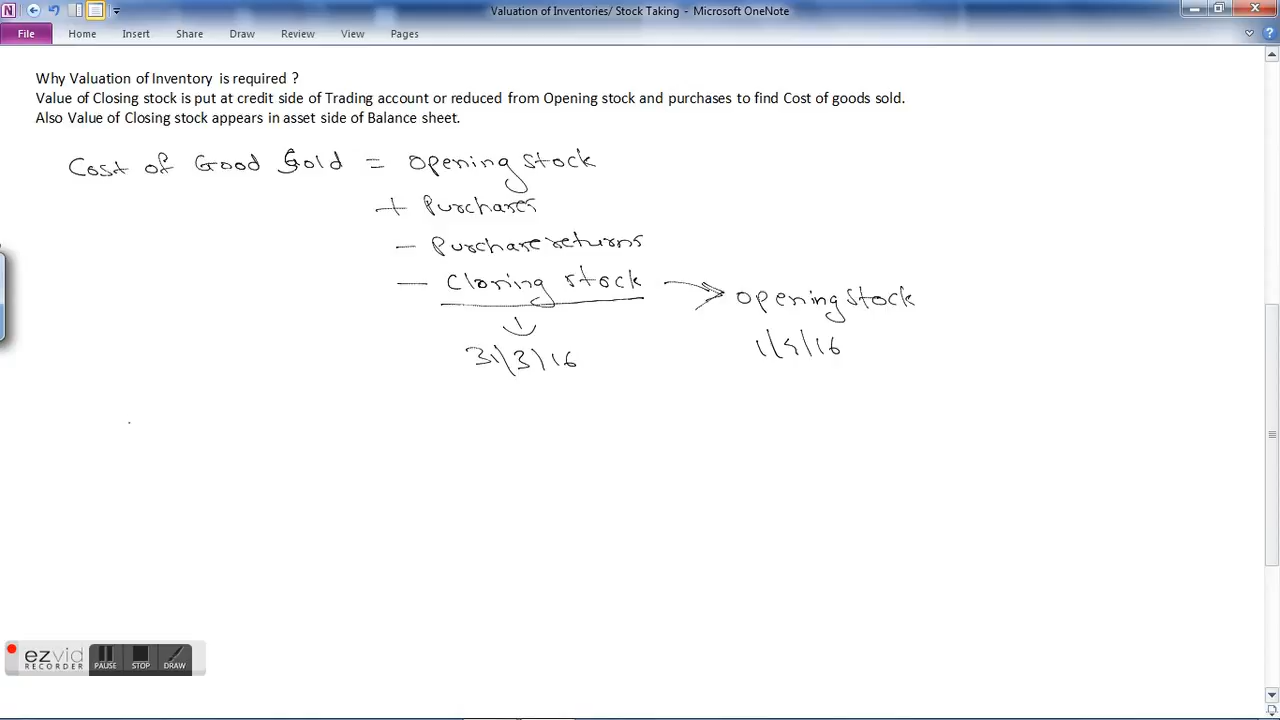 Valuation of Inventories/ Stock Taking - Microsoft OneNote
File Home Insert Share Draw Review View Pages
Why Valuation of Inventory is required ?
Value of Closing stock is put at credit side of Trading account or reduced from Opening stock and purchases to find Cost of goods sold.
Also Value of Closing stock appears in asset side of Balance sheet.
Cost of Good Sold = Opening stock
+ Purchases
- Purchase returns
- Closing stock
Opening stock
31/3/16
1/4/16
ezvid
RECORDER
PAUSE STOP DRAW